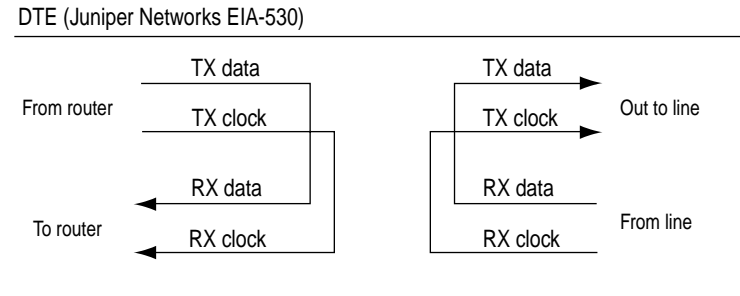 DTE (Juniper Networks EIA-530)
TX data
TX data
From router
TX clock
TX clock
Out to line
RX data
RX data
To router
RX clock
RX clock
From line